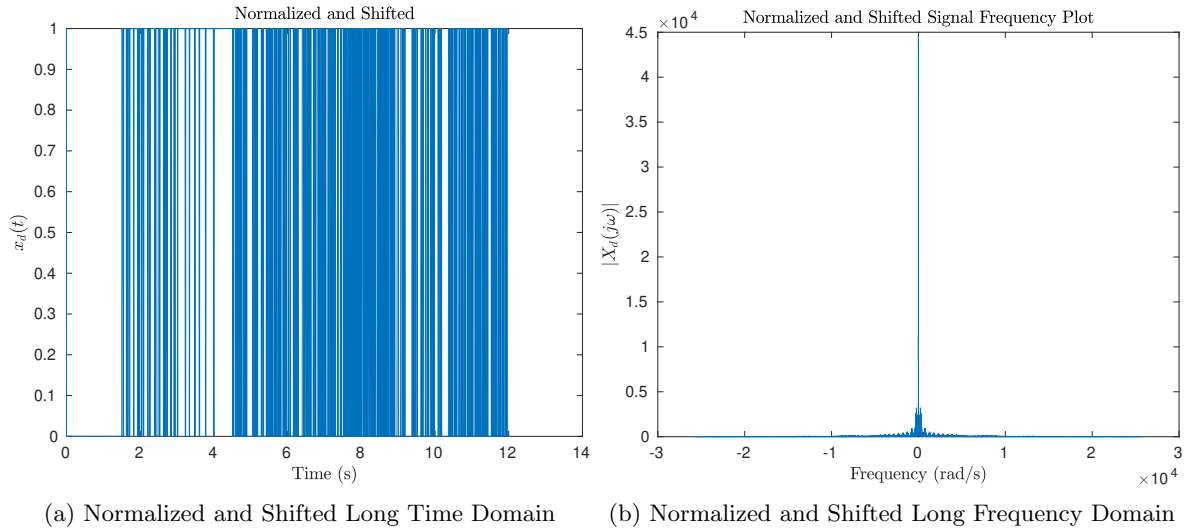 Normalized and Shifted
1
0.9
0.8
0.7
0.6
0.5
0.4
0.3
0.2
0.1
0
x_d(t)
0 2 4 6 8 10 12 14
Time (s)
(a) Normalized and Shifted Long Time Domain
Normalized and Shifted Signal Frequency Plot
×10⁴
4.5
4
3.5
3
2.5
2
1.5
1
0.5
0
|X_d(jω)|
-3 -2 -1 0 1 2 3
Frequency (rad/s)
×10⁴
(b) Normalized and Shifted Long Frequency Domain